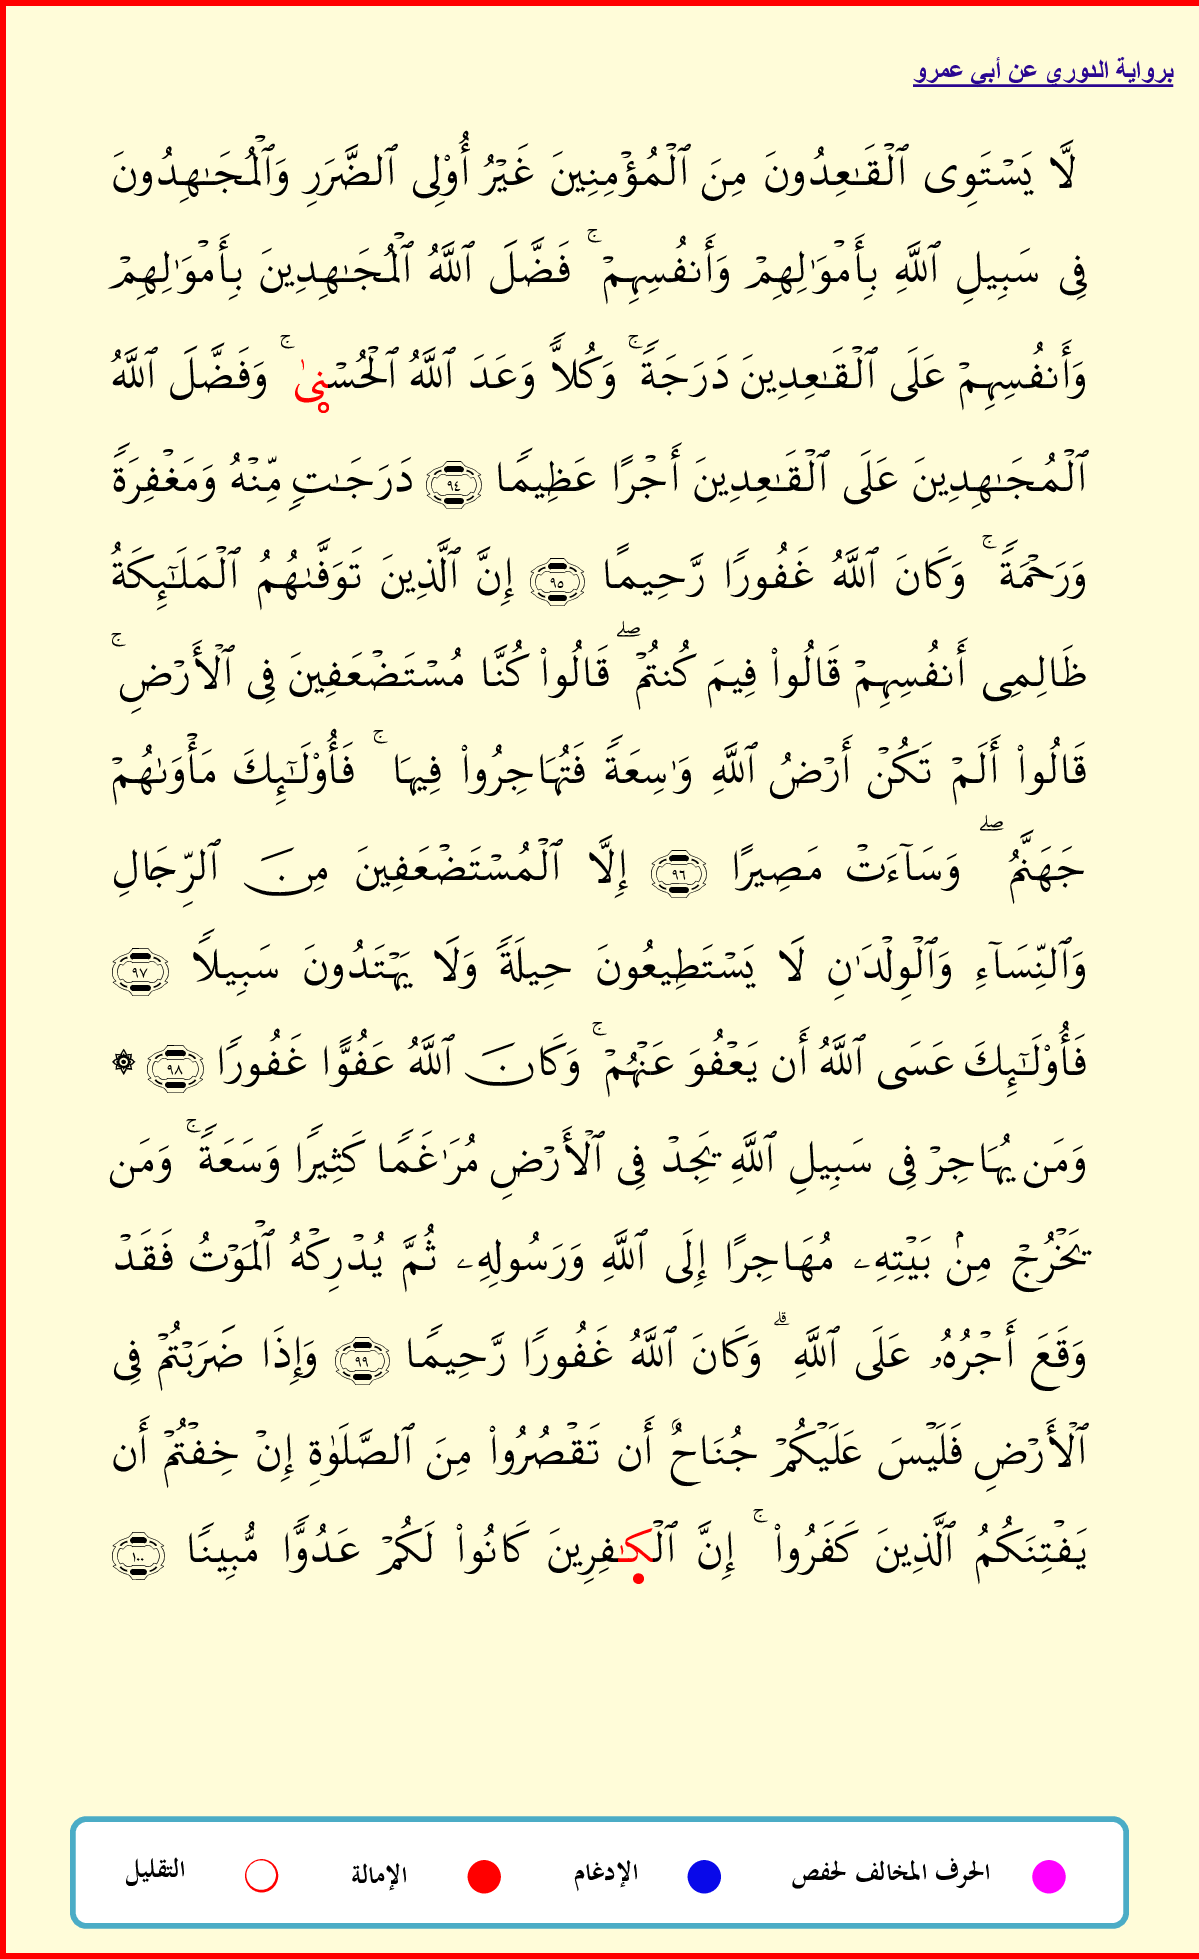 برواية الدوري عن أبي عمرو
لَّا يَسْتَوِى ٱلْقَـٰعِدُونَ مِنَ ٱلْمُؤْمِنِينَ غَيْرُ أُوْلِى ٱلضَّرَرِ وَٱلْمُجَـٰهِدُونَ
فِى سَبِيلِ ٱللَّهِ بِأَمْوَٰلِهِمْ وَأَنفُسِهِمْ ۚ فَضَّلَ ٱللَّهُ ٱلْمُجَـٰهِدِينَ بِأَمْوَٰلِهِمْ
وَأَنفُسِهِمْ عَلَى ٱلْقَـٰعِدِينَ دَرَجَةً ۚ وَكُلاًّ وَعَدَ ٱللَّهُ ٱلْحُسْنىٰ ۚ وَفَضَّلَ ٱللَّهُ
ٱلْمُجَـٰهِدِينَ عَلَى ٱلْقَـٰعِدِينَ أَجْرًا عَظِيمًا ٩٤ دَرَجَـٰتٍ مِّنْهُ وَمَغْفِرَةً
وَرَحْمَةً ۚ وَكَانَ ٱللَّهُ غَفُورًا رَّحِيمًا ٩٥ إِنَّ ٱلَّذِينَ تَوَفَّىٰهُمُ ٱلْمَلَـٰٓئِكَةُ
ظَالِمِى أَنفُسِهِمْ قَالُواْ فِيمَ كُنتُمْ ۖ قَالُواْ كُنَّا مُسْتَضْعَفِينَ فِى ٱلْأَرْضِ ۚ
قَالُواْ أَلَمْ تَكُنْ أَرْضُ ٱللَّهِ وَٰسِعَةً فَتُهَاجِرُواْ فِيهَا ۚ فَأُوْلَـٰٓئِكَ مَأْوَىٰهُمْ
جَهَنَّمُ ۖ وَسَآءَتْ مَصِيرًا ٩٦ إِلَّا ٱلْمُسْتَضْعَفِينَ مِنَ ٱلرِّجَالِ
وَٱلنِّسَآءِ وَٱلْوِلْدَٰنِ لَا يَسْتَطِيعُونَ حِيلَةً وَلَا يَهْتَدُونَ سَبِيلاً ٩٧
فَأُوْلَـٰٓئِكَ عَسَى ٱللَّهُ أَن يَعْفُوَ عَنْهُمْ ۚ وَكَانَ ٱللَّهُ عَفُوًّا غَفُورًا ٩٨ ۞
وَمَن يُهَاجِرْ فِى سَبِيلِ ٱللَّهِ يَجِدْ فِى ٱلْأَرْضِ مُرَٰغَمًا كَثِيرًا وَسَعَةً ۚ وَمَن
يَخْرُجْ مِنۢ بَيْتِهِۦ مُهَاجِرًا إِلَى ٱللَّهِ وَرَسُولِهِۦ ثُمَّ يُدْرِكْهُ ٱلْمَوْتُ فَقَدْ
وَقَعَ أَجْرُهُۥ عَلَى ٱللَّهِ ۗ وَكَانَ ٱللَّهُ غَفُورًا رَّحِيمًا ٩٩ وَإِذَا ضَرَبْتُمْ فِى
ٱلْأَرْضِ فَلَيْسَ عَلَيْكُمْ جُنَاحٌ أَن تَقْصُرُواْ مِنَ ٱلصَّلَوٰةِ إِنْ خِفْتُمْ أَن
يَفْتِنَكُمُ ٱلَّذِينَ كَفَرُواْ ۚ إِنَّ ٱلْكَـٰفِرِينَ كَانُواْ لَكُمْ عَدُوًّا مُّبِينًا ١٠٠
الحرف المخالف لحفص الإدغام الإمالة التقليل